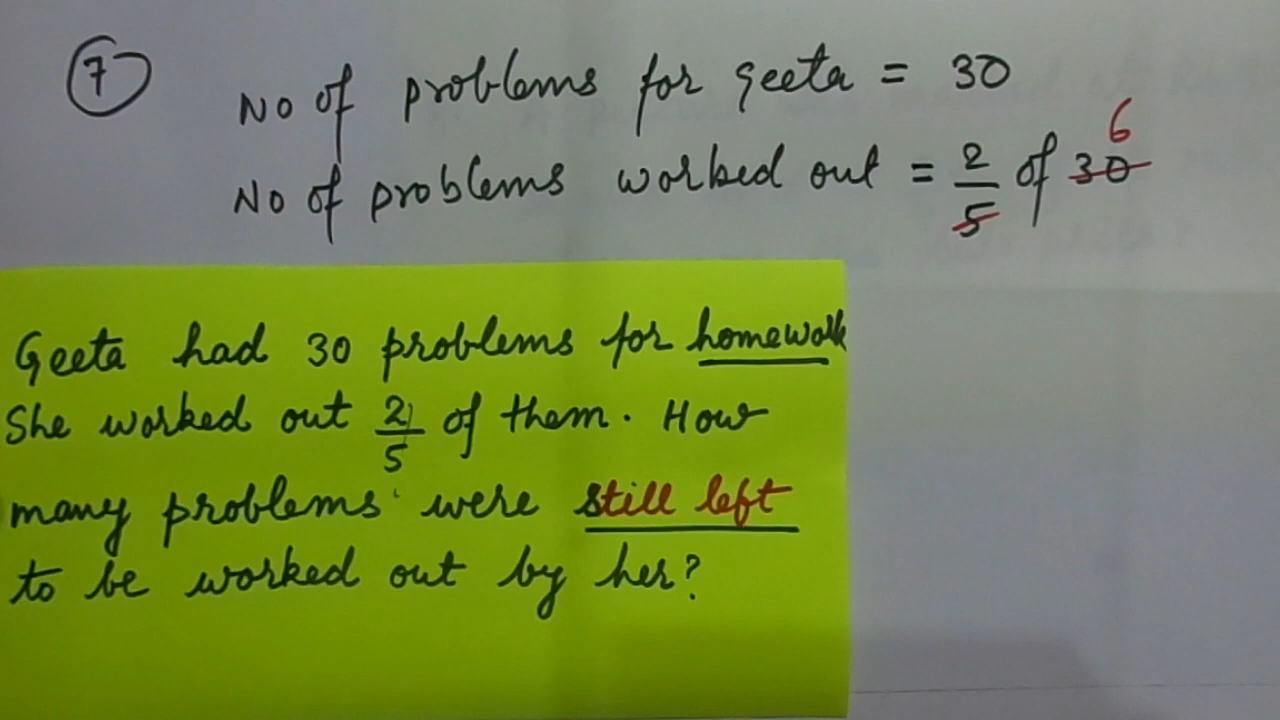 7
No of problems for geeta = 30
No of problems worked out = 2/5 of 30 6
Geeta had 30 problems for homework
She worked out 2/5 of them. How
many problems were still left
to be worked out by her?